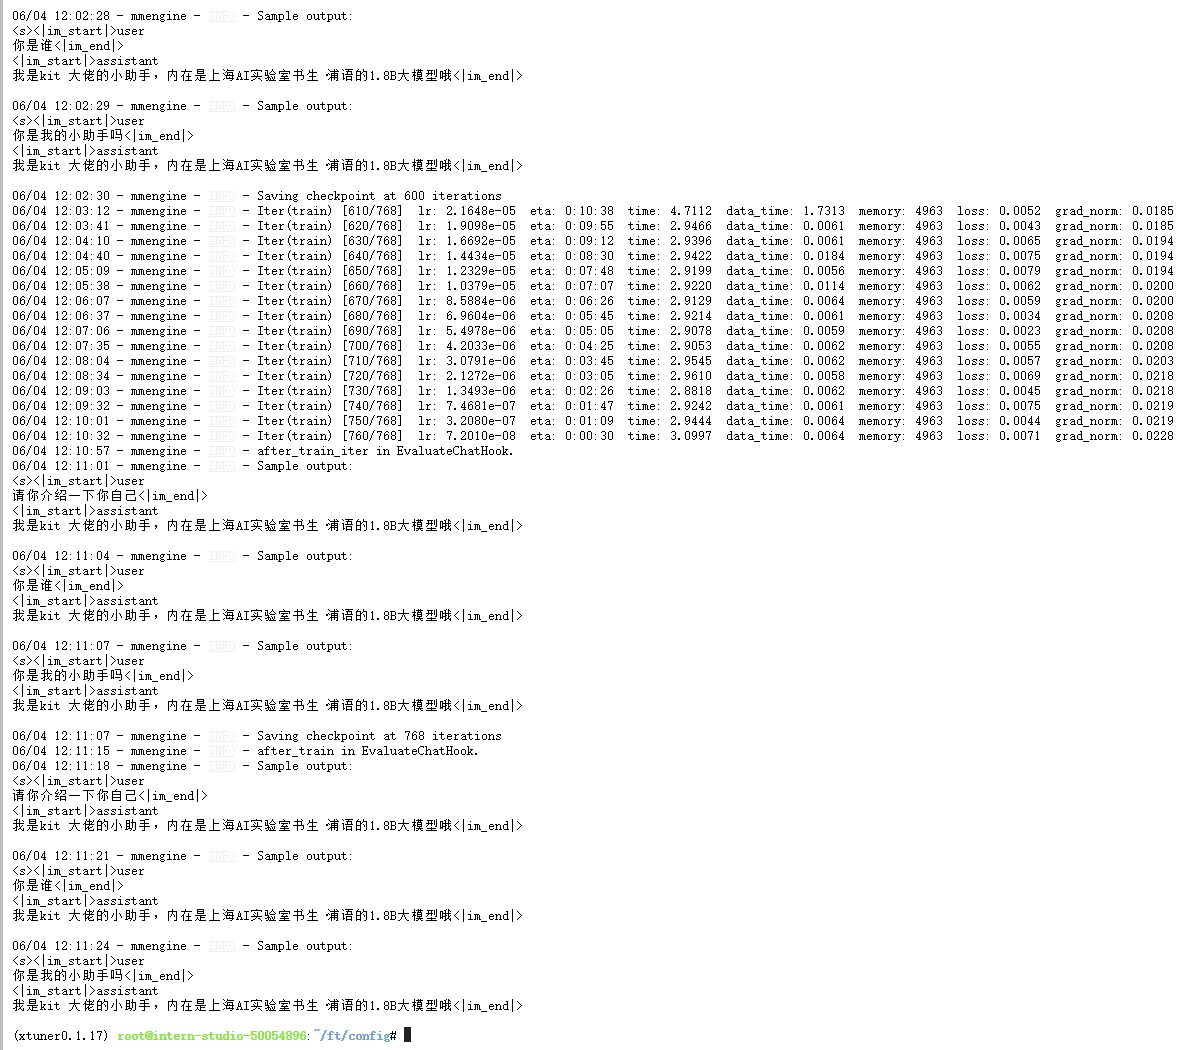 06/04 12:02:28 - mmengine - INFO - Sample output:
<s><|im_start|>user
你是谁<|im_end|>
<|im_start|>assistant
我是kit 大佬的小助手，内在是上海AI实验室书生·浦语的1.8B大模型哦<|im_end|>
06/04 12:02:29 - mmengine - INFO - Sample output:
<s><|im_start|>user
你是我的小助手吗<|im_end|>
<|im_start|>assistant
我是kit 大佬的小助手，内在是上海AI实验室书生·浦语的1.8B大模型哦<|im_end|>
06/04 12:02:30 - mmengine - INFO - Saving checkpoint at 600 iterations
06/04 12:03:12 - mmengine - INFO - Iter(train) [610/768]  lr: 2.1648e-05  eta: 0:10:38  time: 4.7112  data_time: 1.7313  memory: 4963  loss: 0.0052  grad_norm: 0.0185
06/04 12:03:41 - mmengine - INFO - Iter(train) [620/768]  lr: 1.9098e-05  eta: 0:09:55  time: 2.9466  data_time: 0.0061  memory: 4963  loss: 0.0043  grad_norm: 0.0185
06/04 12:04:10 - mmengine - INFO - Iter(train) [630/768]  lr: 1.6692e-05  eta: 0:09:12  time: 2.9396  data_time: 0.0061  memory: 4963  loss: 0.0065  grad_norm: 0.0194
06/04 12:04:40 - mmengine - INFO - Iter(train) [640/768]  lr: 1.4434e-05  eta: 0:08:30  time: 2.9422  data_time: 0.0184  memory: 4963  loss: 0.0075  grad_norm: 0.0194
06/04 12:05:09 - mmengine - INFO - Iter(train) [650/768]  lr: 1.2329e-05  eta: 0:07:48  time: 2.9199  data_time: 0.0056  memory: 4963  loss: 0.0079  grad_norm: 0.0194
06/04 12:05:38 - mmengine - INFO - Iter(train) [660/768]  lr: 1.0379e-05  eta: 0:07:07  time: 2.9220  data_time: 0.0114  memory: 4963  loss: 0.0062  grad_norm: 0.0200
06/04 12:06:07 - mmengine - INFO - Iter(train) [670/768]  lr: 8.5884e-06  eta: 0:06:26  time: 2.9129  data_time: 0.0064  memory: 4963  loss: 0.0059  grad_norm: 0.0200
06/04 12:06:37 - mmengine - INFO - Iter(train) [680/768]  lr: 6.9604e-06  eta: 0:05:45  time: 2.9214  data_time: 0.0061  memory: 4963  loss: 0.0034  grad_norm: 0.0208
06/04 12:07:06 - mmengine - INFO - Iter(train) [690/768]  lr: 5.4978e-06  eta: 0:05:05  time: 2.9078  data_time: 0.0059  memory: 4963  loss: 0.0023  grad_norm: 0.0208
06/04 12:07:35 - mmengine - INFO - Iter(train) [700/768]  lr: 4.2033e-06  eta: 0:04:25  time: 2.9053  data_time: 0.0062  memory: 4963  loss: 0.0055  grad_norm: 0.0208
06/04 12:08:04 - mmengine - INFO - Iter(train) [710/768]  lr: 3.0791e-06  eta: 0:03:45  time: 2.9545  data_time: 0.0062  memory: 4963  loss: 0.0057  grad_norm: 0.0203
06/04 12:08:34 - mmengine - INFO - Iter(train) [720/768]  lr: 2.1272e-06  eta: 0:03:05  time: 2.9610  data_time: 0.0058  memory: 4963  loss: 0.0069  grad_norm: 0.0218
06/04 12:09:03 - mmengine - INFO - Iter(train) [730/768]  lr: 1.3493e-06  eta: 0:02:26  time: 2.8818  data_time: 0.0062  memory: 4963  loss: 0.0045  grad_norm: 0.0218
06/04 12:09:32 - mmengine - INFO - Iter(train) [740/768]  lr: 7.4681e-07  eta: 0:01:47  time: 2.9242  data_time: 0.0061  memory: 4963  loss: 0.0075  grad_norm: 0.0219
06/04 12:10:01 - mmengine - INFO - Iter(train) [750/768]  lr: 3.2080e-07  eta: 0:01:09  time: 2.9444  data_time: 0.0064  memory: 4963  loss: 0.0044  grad_norm: 0.0219
06/04 12:10:32 - mmengine - INFO - Iter(train) [760/768]  lr: 7.2010e-08  eta: 0:00:30  time: 3.0997  data_time: 0.0064  memory: 4963  loss: 0.0071  grad_norm: 0.0228
06/04 12:10:57 - mmengine - INFO - after_train_iter in EvaluateChatHook.
06/04 12:11:01 - mmengine - INFO - Sample output:
<s><|im_start|>user
请你介绍一下你自己<|im_end|>
<|im_start|>assistant
我是kit 大佬的小助手，内在是上海AI实验室书生·浦语的1.8B大模型哦<|im_end|>
06/04 12:11:04 - mmengine - INFO - Sample output:
<s><|im_start|>user
你是谁<|im_end|>
<|im_start|>assistant
我是kit 大佬的小助手，内在是上海AI实验室书生·浦语的1.8B大模型哦<|im_end|>
06/04 12:11:07 - mmengine - INFO - Sample output:
<s><|im_start|>user
你是我的小助手吗<|im_end|>
<|im_start|>assistant
我是kit 大佬的小助手，内在是上海AI实验室书生·浦语的1.8B大模型哦<|im_end|>
06/04 12:11:07 - mmengine - INFO - Saving checkpoint at 768 iterations
06/04 12:11:15 - mmengine - INFO - after_train in EvaluateChatHook.
06/04 12:11:18 - mmengine - INFO - Sample output:
<s><|im_start|>user
请你介绍一下你自己<|im_end|>
<|im_start|>assistant
我是kit 大佬的小助手，内在是上海AI实验室书生·浦语的1.8B大模型哦<|im_end|>
06/04 12:11:21 - mmengine - INFO - Sample output:
<s><|im_start|>user
你是谁<|im_end|>
<|im_start|>assistant
我是kit 大佬的小助手，内在是上海AI实验室书生·浦语的1.8B大模型哦<|im_end|>
06/04 12:11:24 - mmengine - INFO - Sample output:
<s><|im_start|>user
你是我的小助手吗<|im_end|>
<|im_start|>assistant
我是kit 大佬的小助手，内在是上海AI实验室书生·浦语的1.8B大模型哦<|im_end|>
(xtuner0.1.17) root@intern-studio-50054896:~/ft/config#